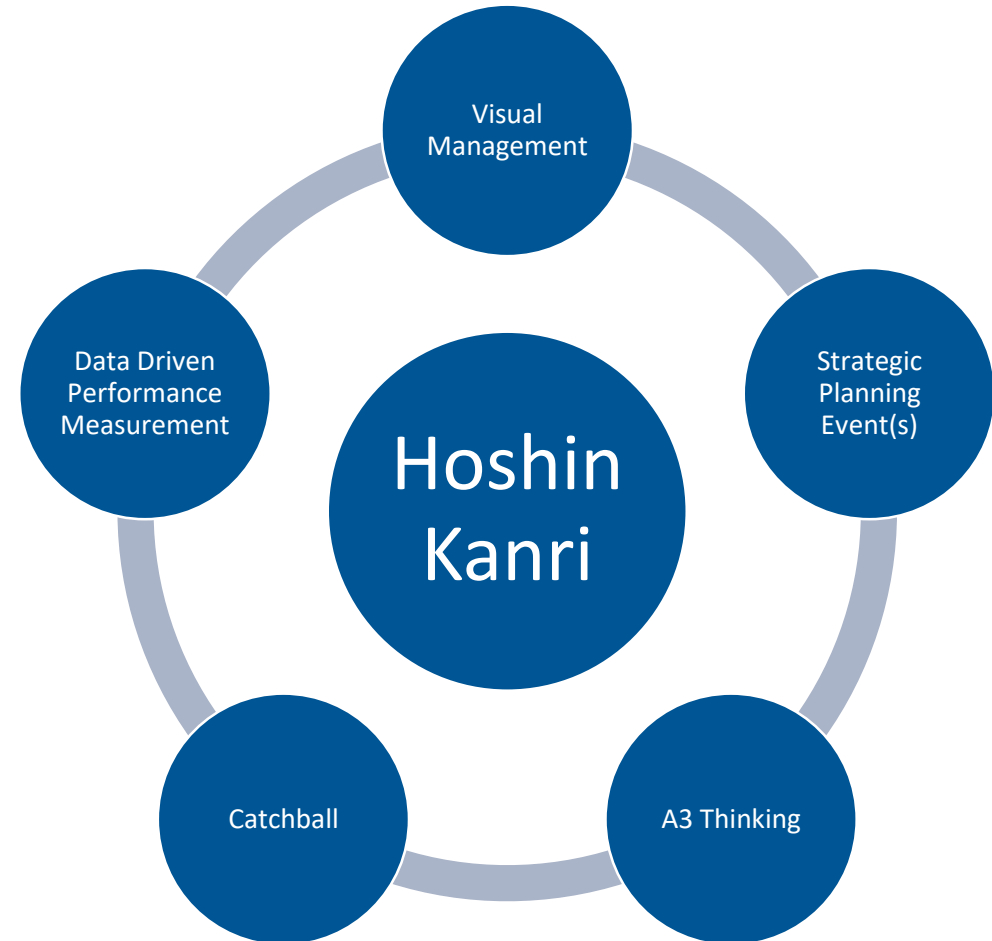 Visual
Management
Data Driven
Performance
Measurement
Strategic
Planning
Event(s)
Hoshin
Kanri
Catchball
A3 Thinking